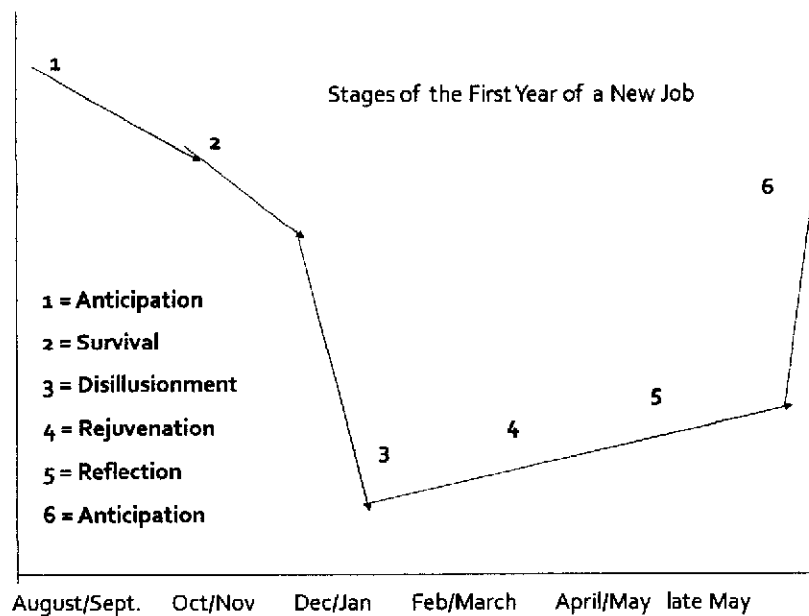 1
Stages of the First Year of a New Job
2
6
1 = Anticipation
2 = Survival
3 = Disillusionment
4 = Rejuvenation
5 = Reflection
6 = Anticipation
5
4
3
August/Sept. Oct/Nov Dec/Jan Feb/March April/May late May